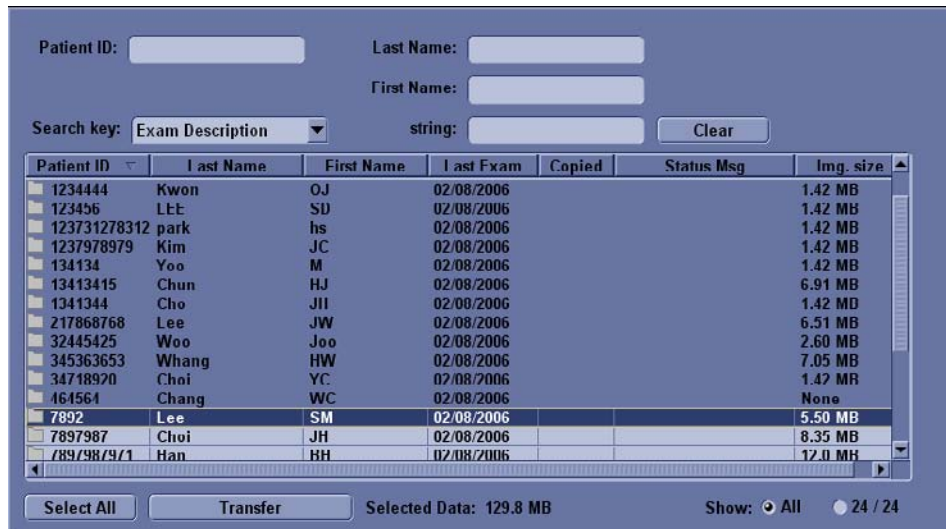 Patient ID: Last Name:
First Name:
Search key: Exam Description string: Clear
Patient ID Last Name First Name Last Exam Copied Status Msg Img. size
1234444 Kwon OJ 02/08/2006 1.42 MB
123456 LEE SD 02/08/2006 1.42 MB
123731278312 park hs 02/08/2006 1.42 MB
1237978979 Kim JC 02/08/2006 1.42 MB
134134 Yoo M 02/08/2006 1.42 MB
13413415 Chun HJ 02/08/2006 6.91 MB
1341344 Cho 02/08/2006 1.42 MB
217868768 Lee JW 02/08/2006 6.51 MB
32445425 Woo Joo 02/08/2006 2.60 MB
345363653 Whang HW 02/08/2006 7.05 MB
34718920 Choi YC 02/08/2006 1.42 MB
464564 Chang WC 02/08/2006 None
7892 Lee SM 02/08/2006 5.50 MB
7897987 Choi JH 02/08/2006 8.35 MB
7897987971 Han 02/08/2006 12.0 MB
Select All Transfer Selected Data: 129.8 MB Show: All 24 / 24